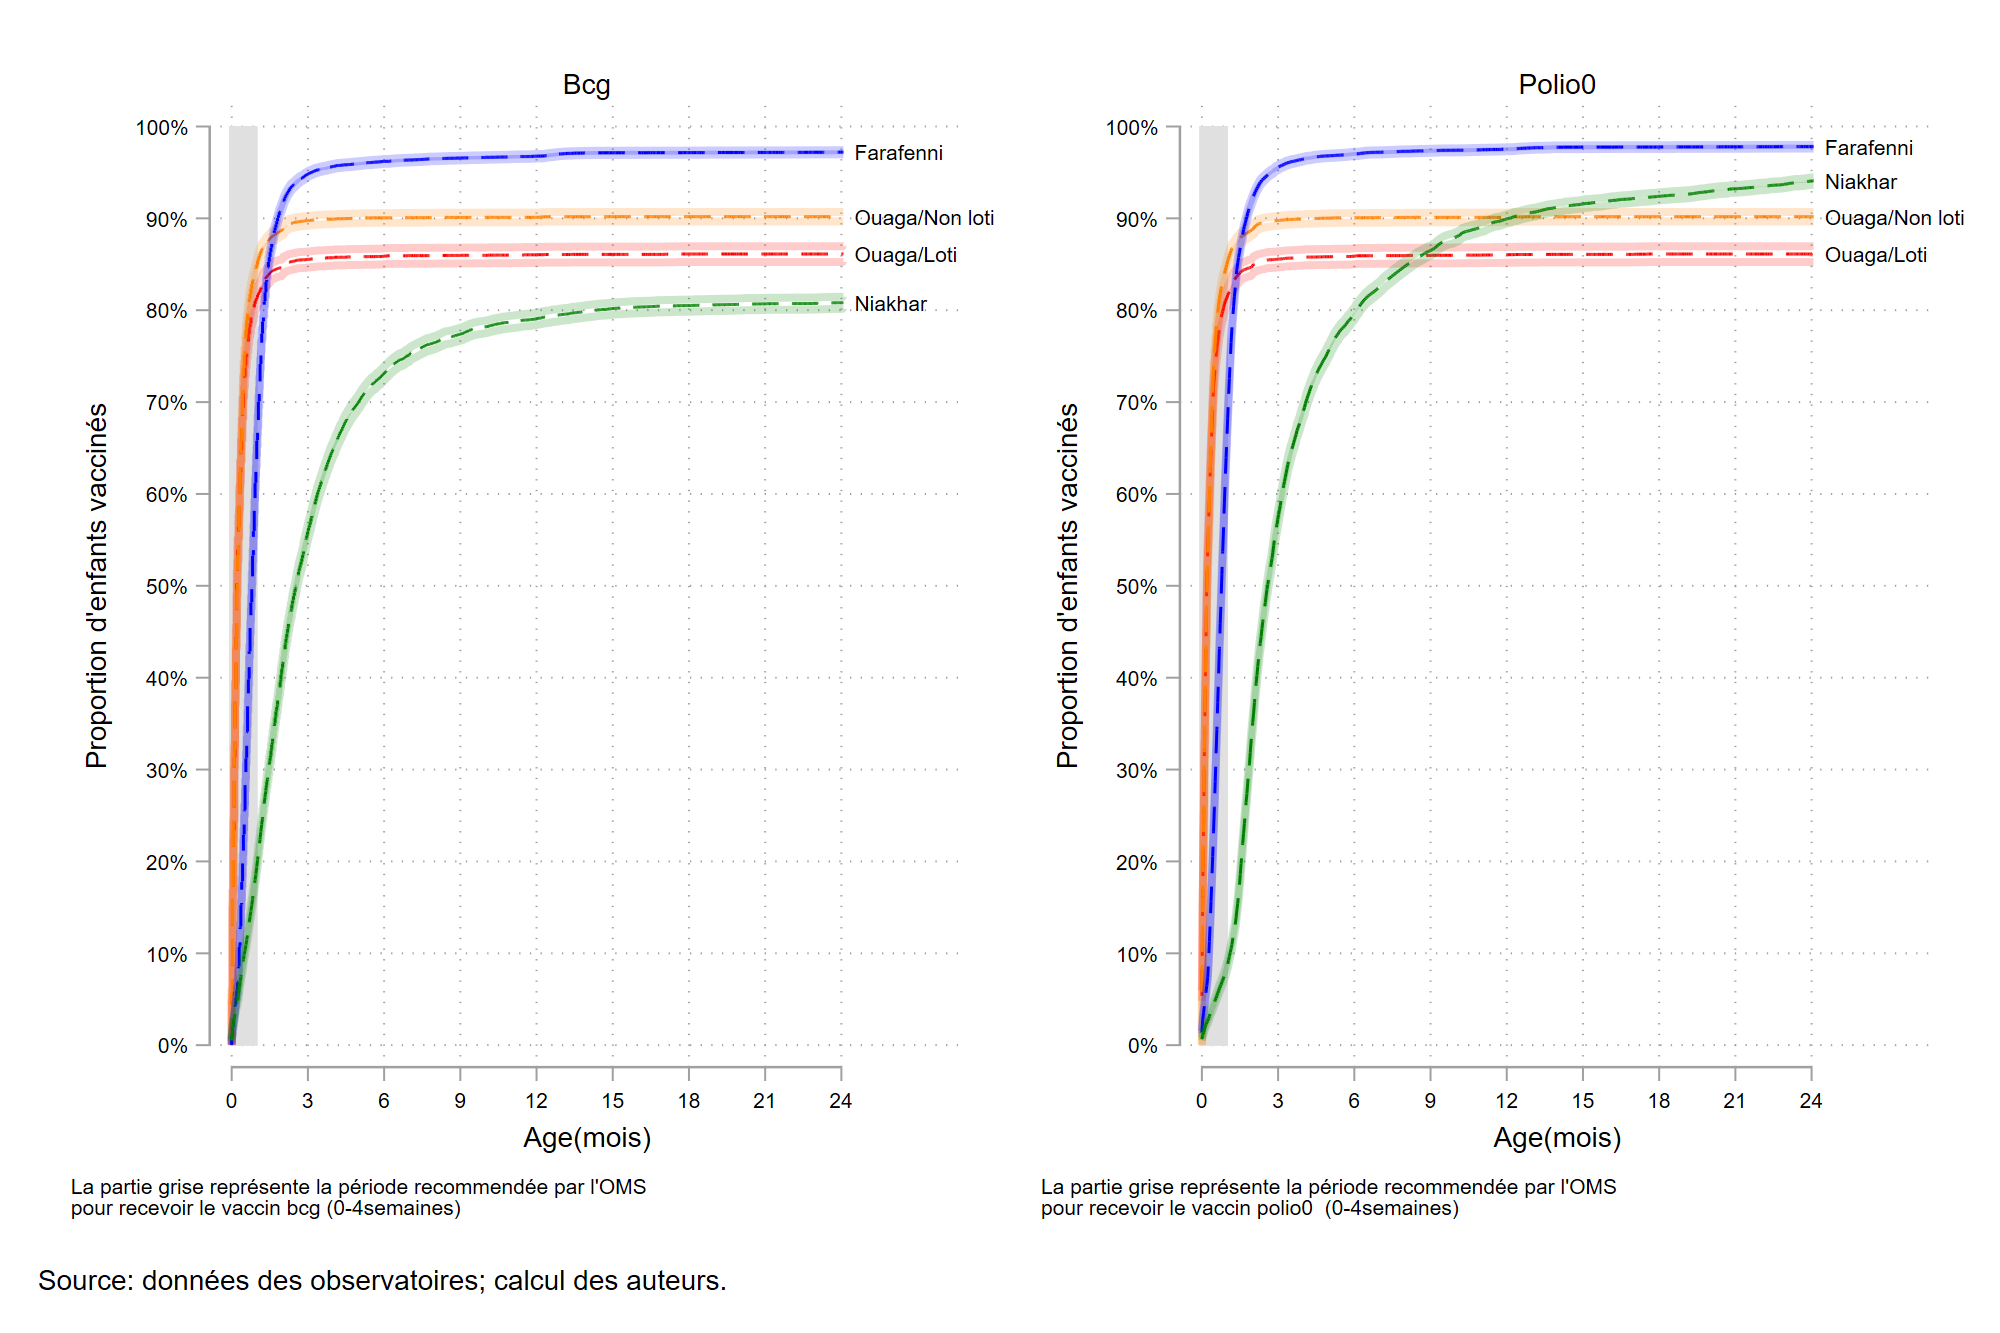 Bcg
100%
90%
80%
70%
60%
50%
40%
30%
20%
10%
0%
Proportion d'enfants vaccinés
Farafenni
Ouaga/Non loti
Ouaga/Loti
Niakhar
0 3 6 9 12 15 18 21 24
Age(mois)
La partie grise représente la période recommendée par l'OMS
pour recevoir le vaccin bcg (0-4semaines)
Polio0
100%
90%
80%
70%
60%
50%
40%
30%
20%
10%
0%
Proportion d'enfants vaccinés
Farafenni
Niakhar
Ouaga/Non loti
Ouaga/Loti
0 3 6 9 12 15 18 21 24
Age(mois)
La partie grise représente la période recommendée par l'OMS
pour recevoir le vaccin polio0 (0-4semaines)
Source: données des observatoires; calcul des auteurs.